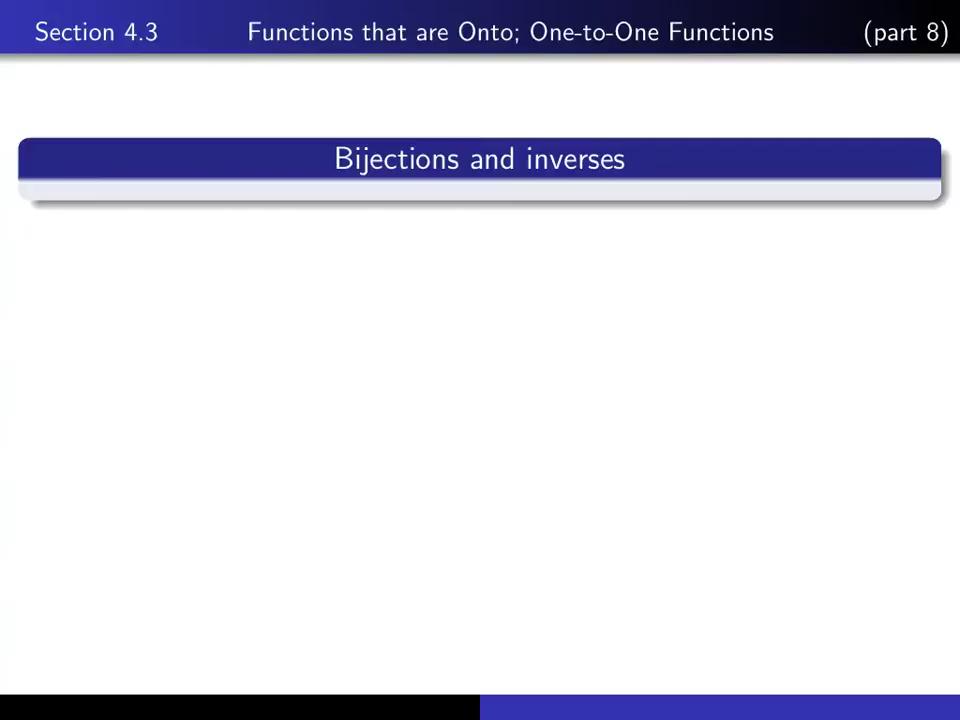 Section 4.3 Functions that are Onto; One-to-One Functions (part 8)
Bijections and inverses